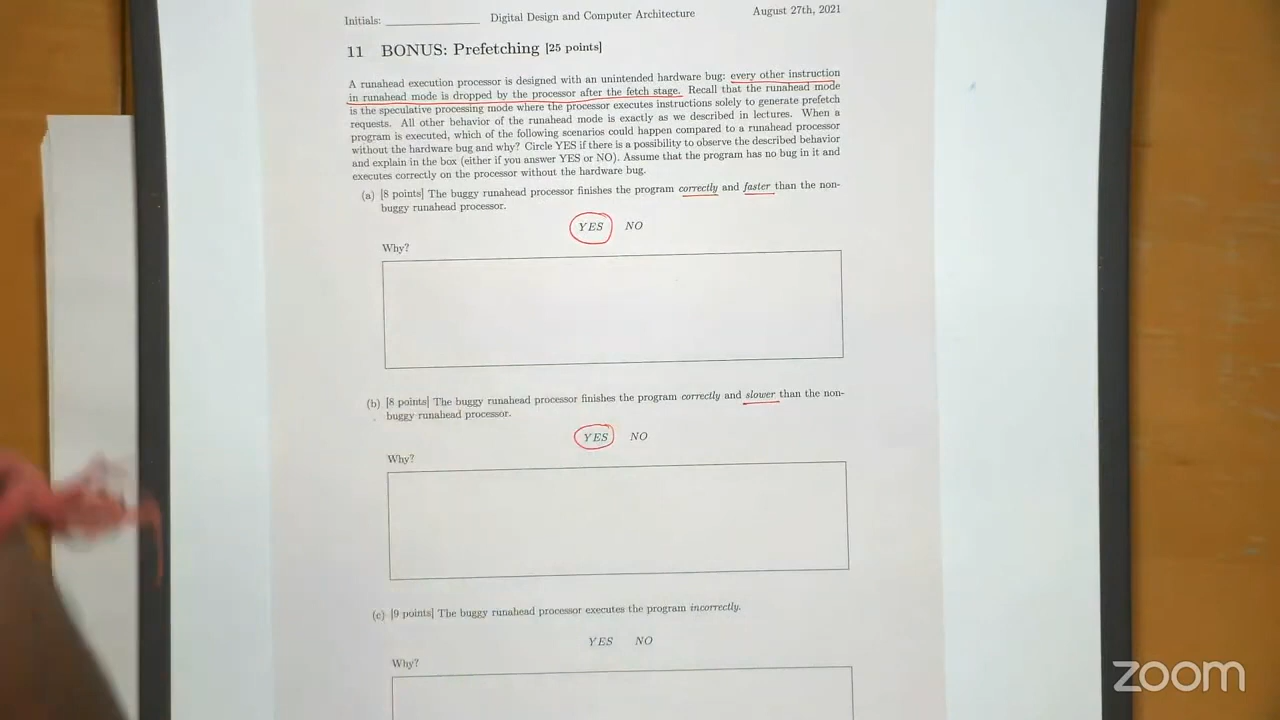 Initials: Digital Design and Computer Architecture August 27th, 2021
11 BONUS: Prefetching [25 points]
A runahead execution processor is designed with an unintended hardware bug: every other instruction
in runahead mode is dropped by the processor after the fetch stage. Recall that the runahead mode
is the speculative processing mode where the processor executes instructions solely to generate prefetch
requests. All other behavior of the runahead mode is exactly as we described in lectures. When a
program is executed, which of the following scenarios could happen compared to a runahead processor
without the hardware bug and why? Circle YES if there is a possibility to observe the described behavior
and explain in the box (either if you answer YES or NO). Assume that the program has no bug in it and
executes correctly on the processor without the hardware bug.
(a) [8 points] The buggy runahead processor finishes the program correctly and faster than the non-
buggy runahead processor.
YES NO
Why?
(b) [8 points] The buggy runahead processor finishes the program correctly and slower than the non-
buggy runahead processor.
YES NO
Why?
(c) [9 points] The buggy runahead processor executes the program incorrectly.
YES NO
Why?
zoom